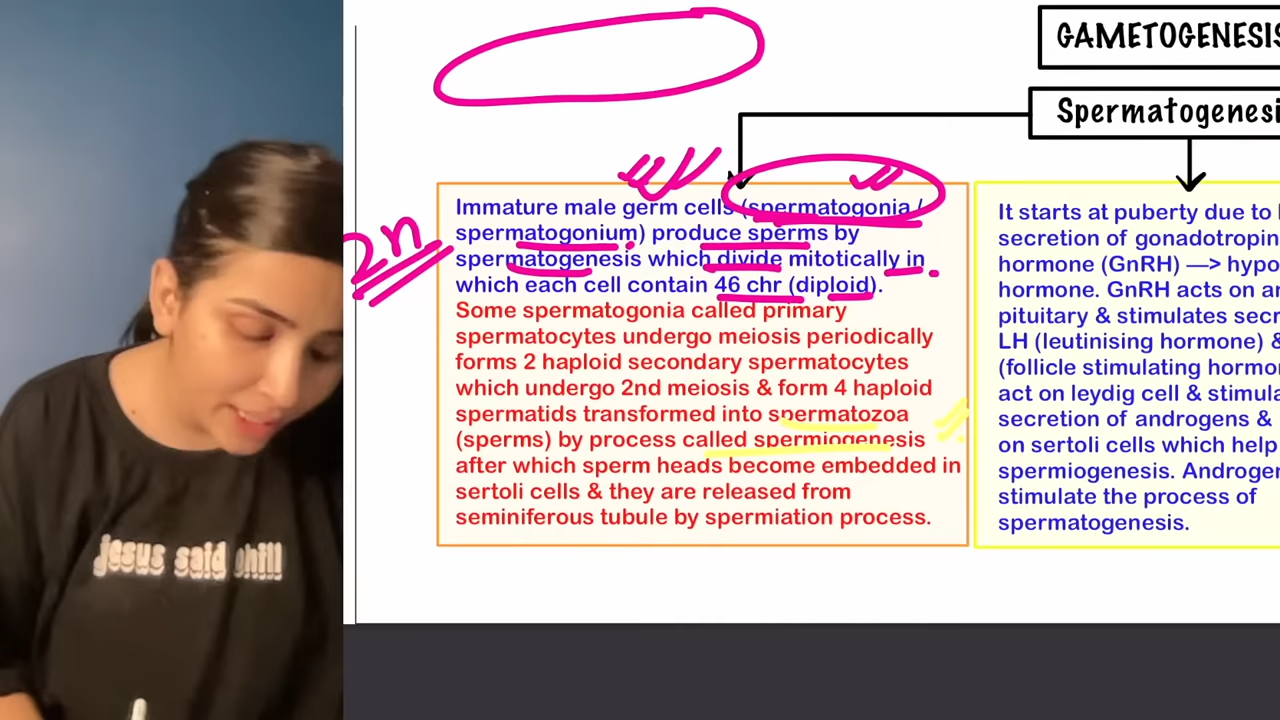 GAMETOGENESIS
Spermatogenesi
2n
Immature male germ cells (spermatogonia /
spermatogonium) produce sperms by
spermatogenesis which divide mitotically in
which each cell contain 46 chr (diploid).
Some spermatogonia called primary
spermatocytes undergo meiosis periodically
forms 2 haploid secondary spermatocytes
which undergo 2nd meiosis & form 4 haploid
spermatids transformed into spermatozoa
(sperms) by process called spermiogenesis
after which sperm heads become embedded in
sertoli cells & they are released from
seminiferous tubule by spermiation process.
It starts at puberty due to
secretion of gonadotropin
hormone (GnRH) —> hypo
hormone. GnRH acts on an
pituitary & stimulates secr
LH (leutinising hormone) &
(follicle stimulating hormo
act on leydig cell & stimula
secretion of androgens &
on sertoli cells which help
spermiogenesis. Androger
stimulate the process of
spermatogenesis.
jesus said chill